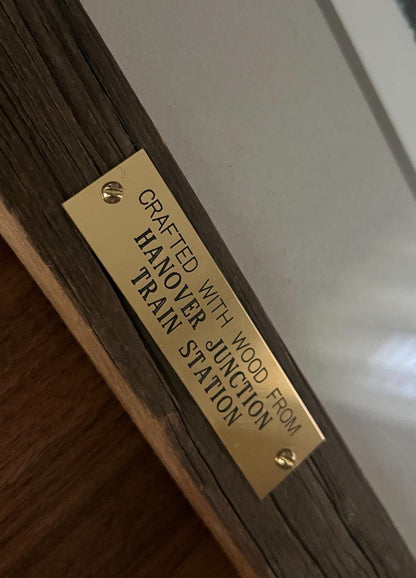 CRAFTED WITH WOOD FROM
HANOVER JUNCTION
TRAIN STATION